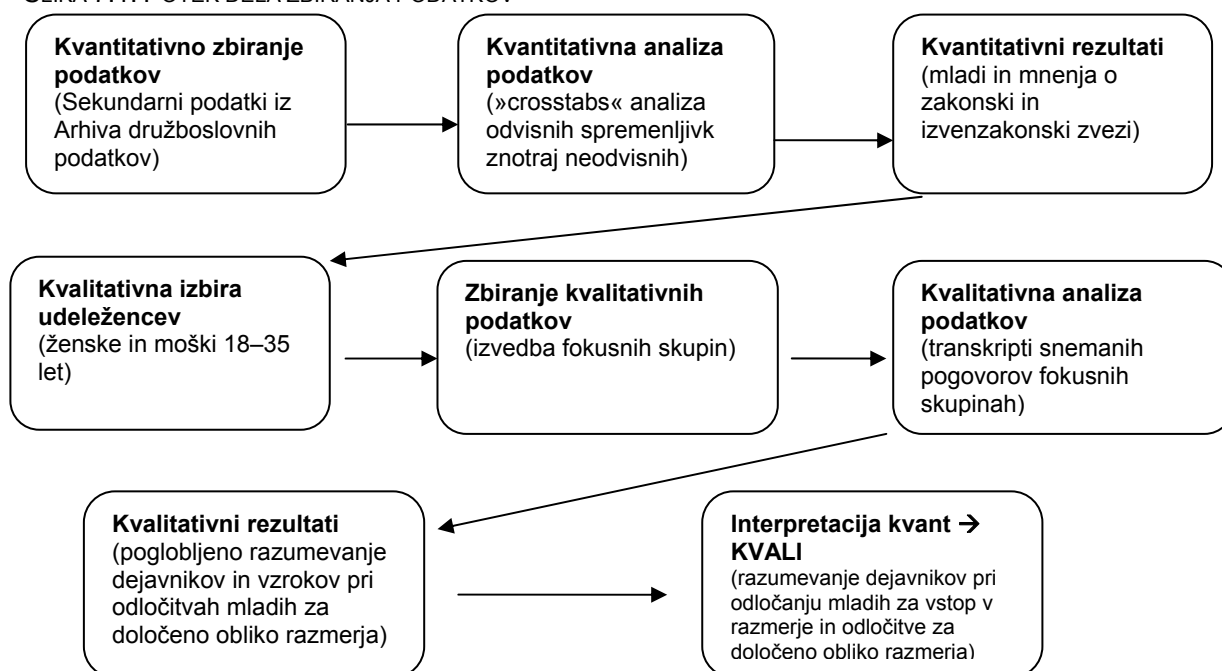 Kvantitativno zbiranje
podatkov
(Sekundarni podatki iz
Arhiva družboslovnih
podatkov)
Kvantitativna analiza
podatkov
(»crosstabs« analiza
odvisnih spremenljivk
znotraj neodvisnih)
Kvantitativni rezultati
(mladi in mnenja o
zakonski in
izvenzakonski zvezi)
Kvalitativna izbira
udeležencev
(ženske in moški 18–35
let)
Zbiranje kvalitativnih
podatkov
(izvedba fokusnih skupin)
Kvalitativna analiza
podatkov
(transkripti snemanih
pogovorov fokusnih
skupinah)
Kvalitativni rezultati
(poglobljeno razumevanje
dejavnikov in vzrokov pri
odločitvah mladih za
določeno obliko razmerja)
Interpretacija kvant →
KVALI
(razumevanje dejavnikov pri
odločanju mladih za vstop v
razmerje in odločitve za
določeno obliko razmerja)